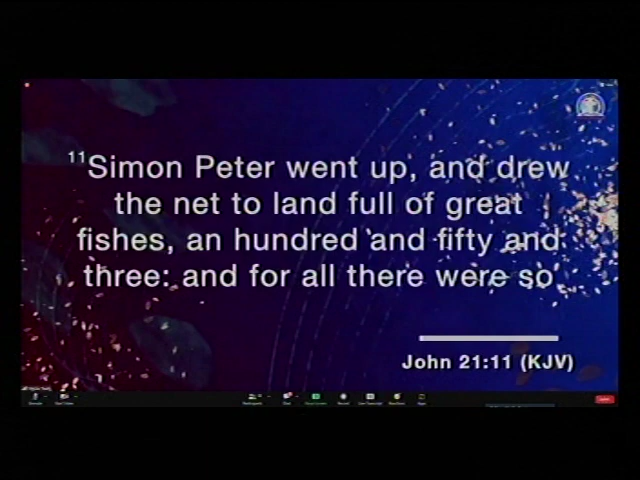 11Simon Peter went up, and drew
the net to land full of great
fishes, an hundred and fifty and
three: and for all there were so
John 21:11 (KJV)